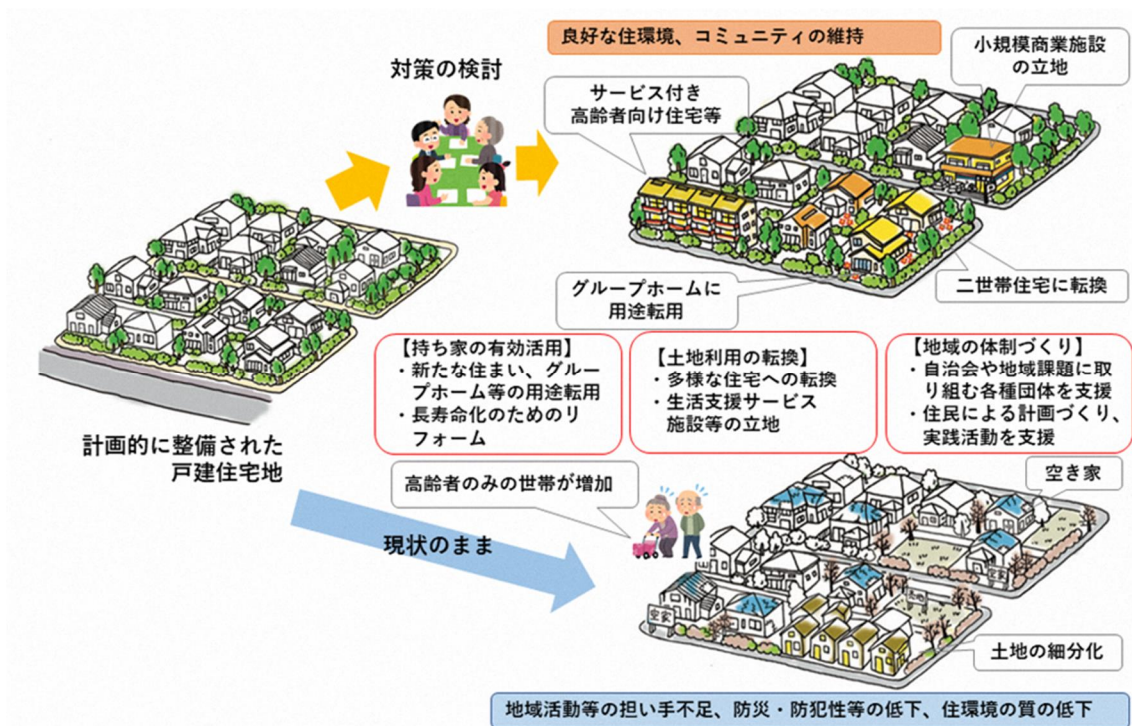 良好な住環境、コミュニティの維持
対策の検討
小規模商業施設
の立地
サービス付き
高齢者向け住宅等
グループホームに
用途転用
二世帯住宅に転換
【持ち家の有効活用】
・新たな住まい、グルー
プホーム等の用途転用
・長寿命化のためのリ
フォーム
【土地利用の転換】
・多様な住宅への転換
・生活支援サービス
施設等の立地
【地域の体制づくり】
・自治会や地域課題に取
り組む各種団体を支援
・住民による計画づくり、
実践活動を支援
計画的に整備された
戸建住宅地
高齢者のみの世帯が増加
空き家
現状のまま
空家
空家
土地の細分化
地域活動等の担い手不足、防災・防犯性等の低下、住環境の質の低下